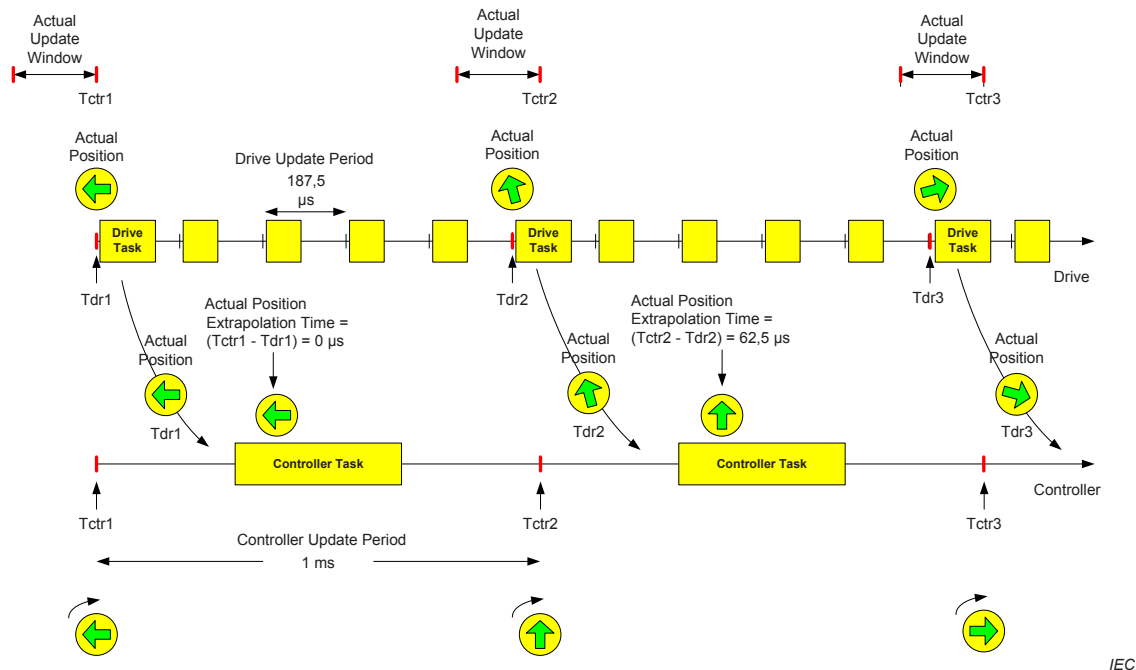 Actual
Update
Window
Tctr1
Actual
Update
Window
Tctr2
Actual
Update
Window
Tctr3
Actual
Position
Drive Update Period
187,5
µs
Actual
Position
Actual
Position
Drive
Task
Drive
Task
Drive
Task
Drive
Tdr1
Tdr2
Tdr3
Actual Position
Extrapolation Time =
(Tctr1 - Tdr1) = 0 µs
Actual Position
Extrapolation Time =
(Tctr2 - Tdr2) = 62,5 µs
Actual
Position
Tdr1
Actual
Position
Tdr2
Actual
Position
Tdr3
Controller Task
Controller Task
Controller
Tctr1
Tctr2
Tctr3
Controller Update Period
1 ms
IEC